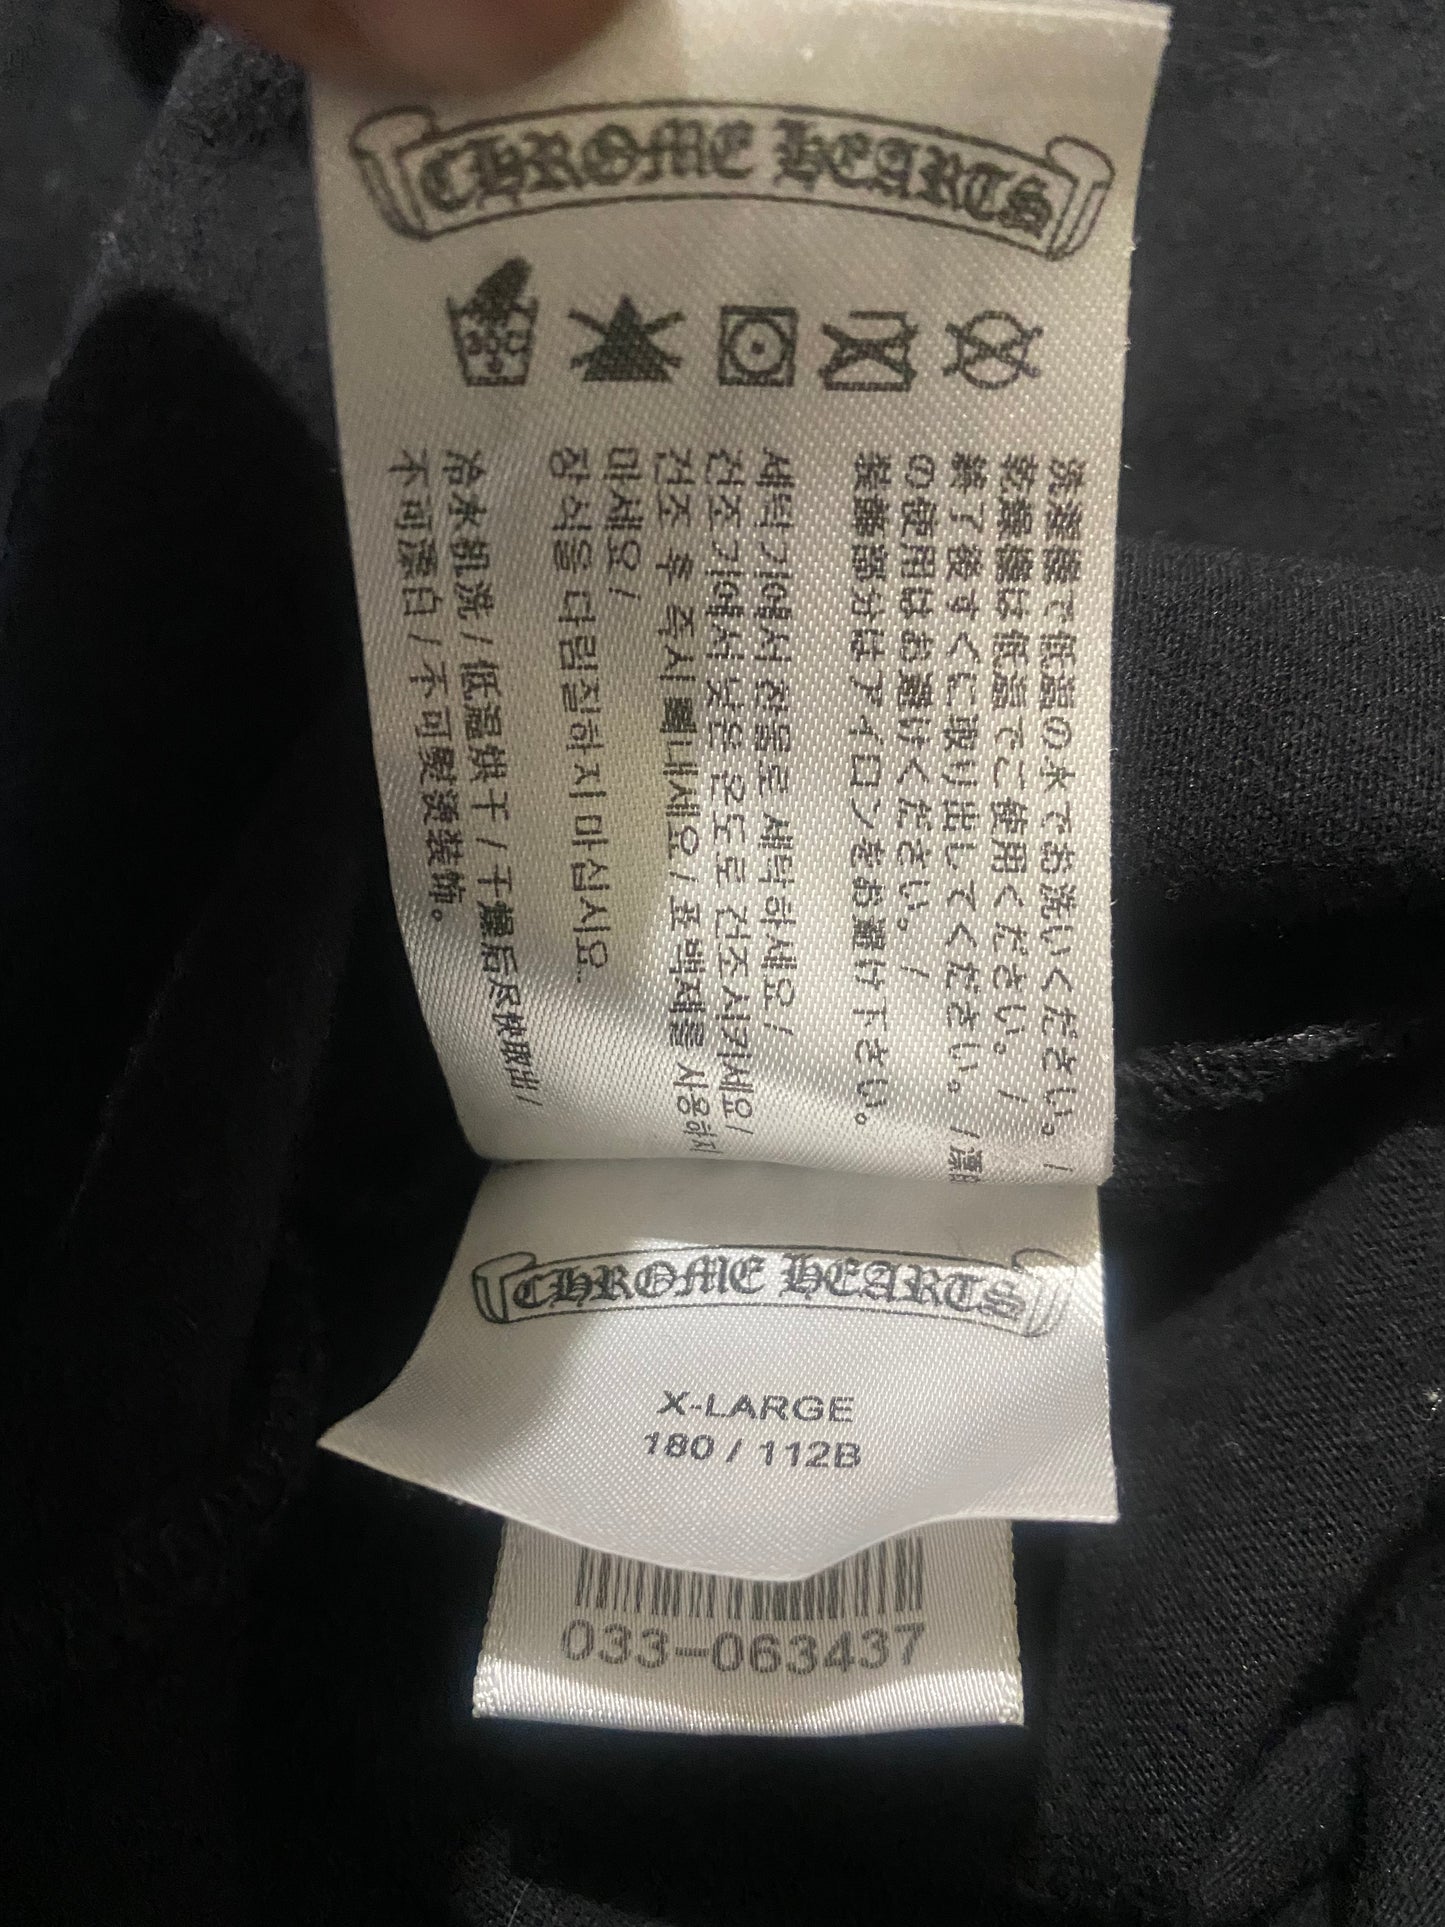 CHROME HEARTS
洗濯機で低温の水でお洗いください。/
乾燥機は低温でご使用ください。/
終了後すぐに取り出してください。/漂白
の使用はお避けください。/
装飾部分はアイロンをお避け下さい。
세탁기에서 찬물로 세탁하세요/
건조기에서 낮은 온도로 건조시키세요/
건조 후 즉시 빼내세요/표백제를 사용하지
마세요/
장식을 다림질하지 마십시요.
冷水机洗/低温烘干/干燥后尽快取出/
不可漂白/不可熨烫装饰。
CHROME HEARTS
X-LARGE
180 / 112B
033-063437